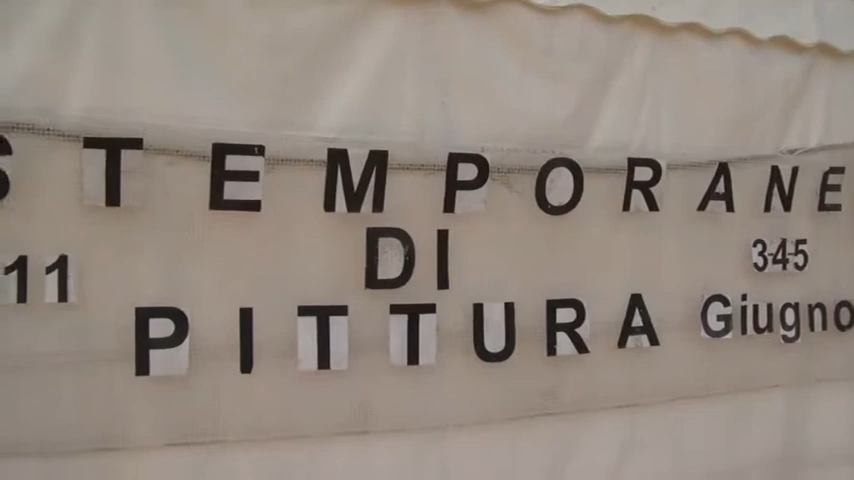 STEMPORANE
DI
11
345
PITTURA
Giugno